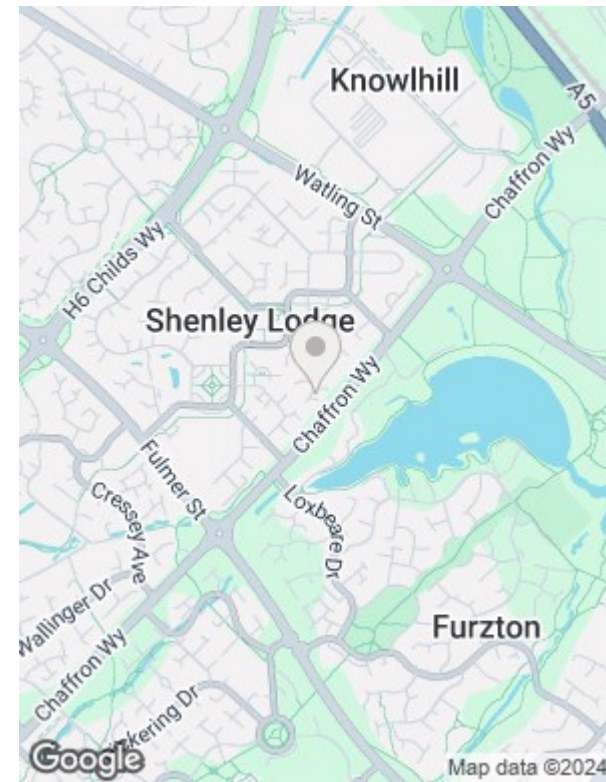 Knowlhill
A5
Chaffron Wy
Watling St
H6 Childs Wy
Shenley Lodge
Chaffron Wy
Fulmer St
Cressey Ave
Loxbeare Dr
Wallinger Dr
Furzton
Chaffron Wy
Google
Map data ©2024